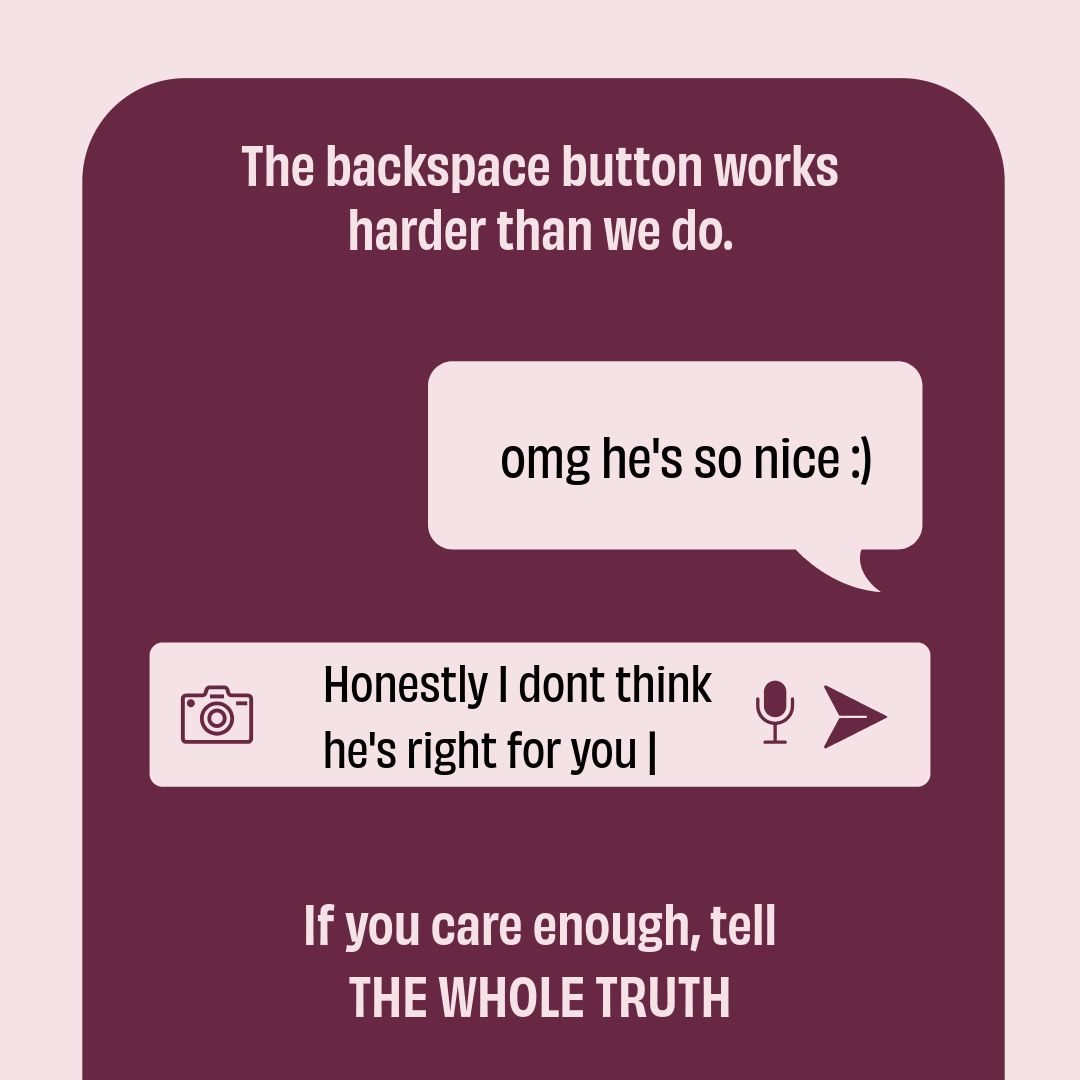 The backspace button works
harder than we do.
omg he's so nice :)
Honestly I dont think
he's right for you |
If you care enough, tell
THE WHOLE TRUTH